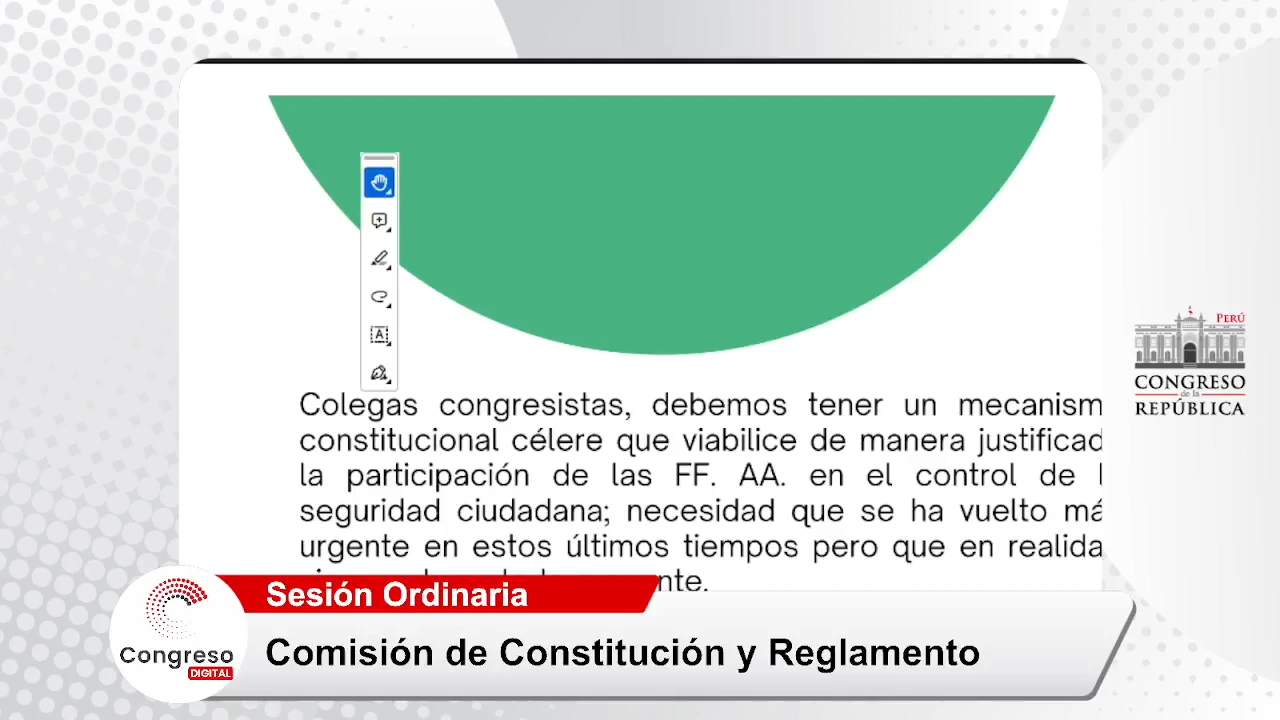 Colegas congresistas, debemos tener un mecanism
constitucional célere que viabilice de manera justificad
la participación de las FF. AA. en el control de l
seguridad ciudadana; necesidad que se ha vuelto má
urgente en estos últimos tiempos pero que en realida
nte.
PERÚ
CONGRESO
de la
REPÚBLICA
Sesión Ordinaria
Comisión de Constitución y Reglamento
Congreso
DIGITAL